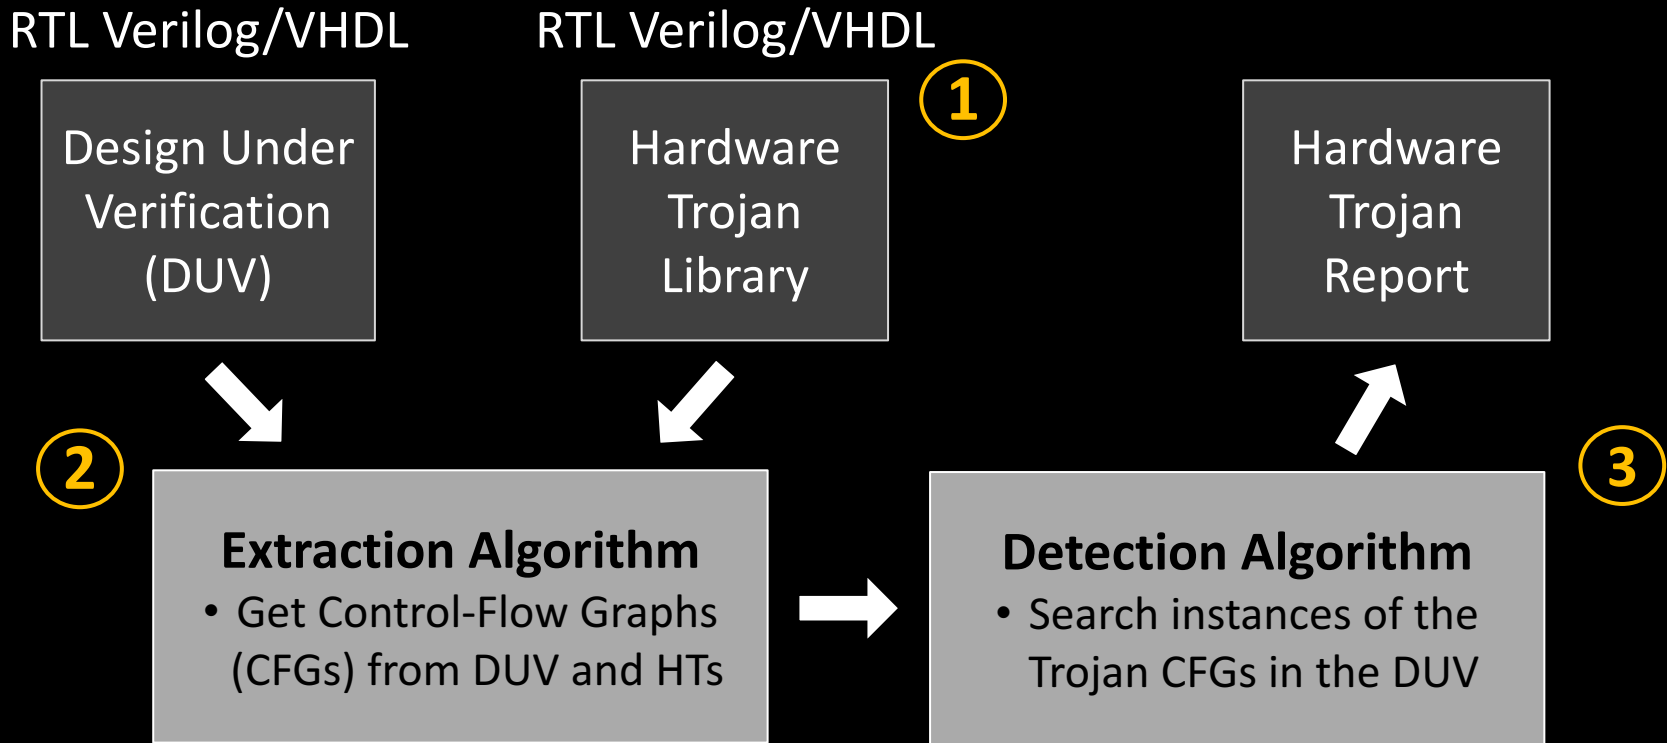 RTL Verilog/VHDL
RTL Verilog/VHDL
Design Under
Verification
(DUV)
Hardware
Trojan
Library
1
Hardware
Trojan
Report
2
Extraction Algorithm
• Get Control-Flow Graphs
(CFGs) from DUV and HTs
Detection Algorithm
• Search instances of the
Trojan CFGs in the DUV
3